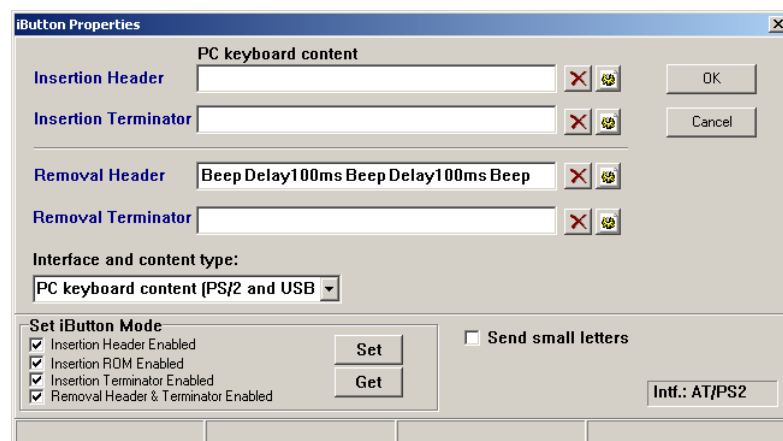 iButton Properties
PC keyboard content
Insertion Header
OK
Insertion Terminator
Cancel
Removal Header Beep Delay100ms Beep Delay100ms Beep
Removal Terminator
Interface and content type:
PC keyboard content (PS/2 and USB
Set iButton Mode
Insertion Header Enabled
Insertion ROM Enabled
Insertion Terminator Enabled
Removal Header & Terminator Enabled
Set
Get
Send small letters
Intf.: AT/PS2